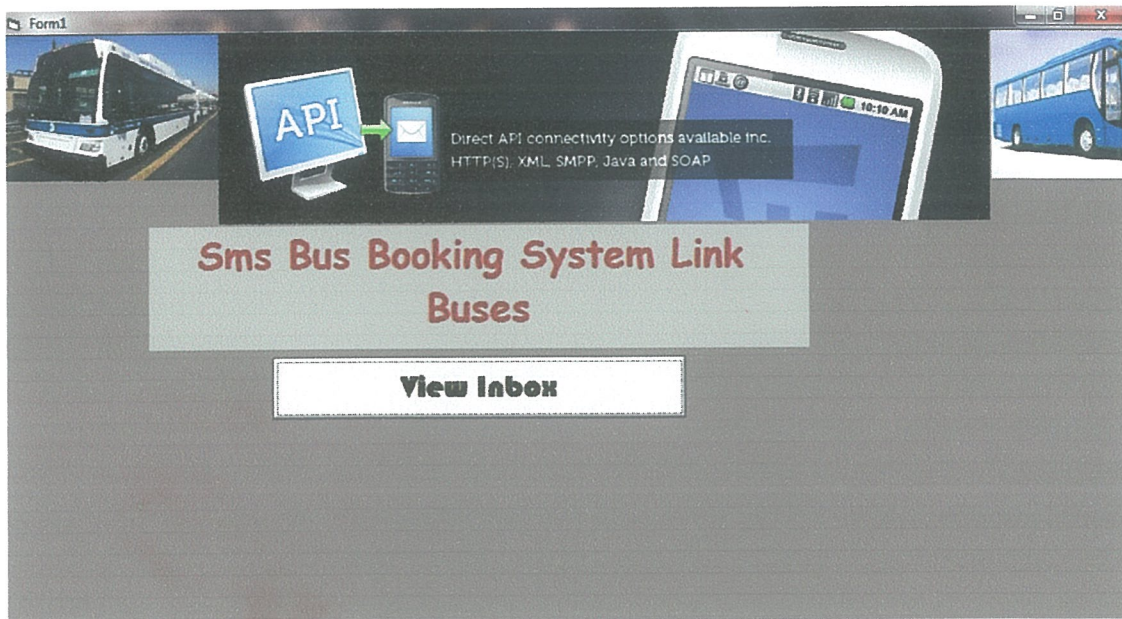 Form1
API
10:10 AM
Direct API connectivity options available inc.
HTTP(S), XML, SMPP, Java and SOAP
Sms Bus Booking System Link
Buses
View Inbox